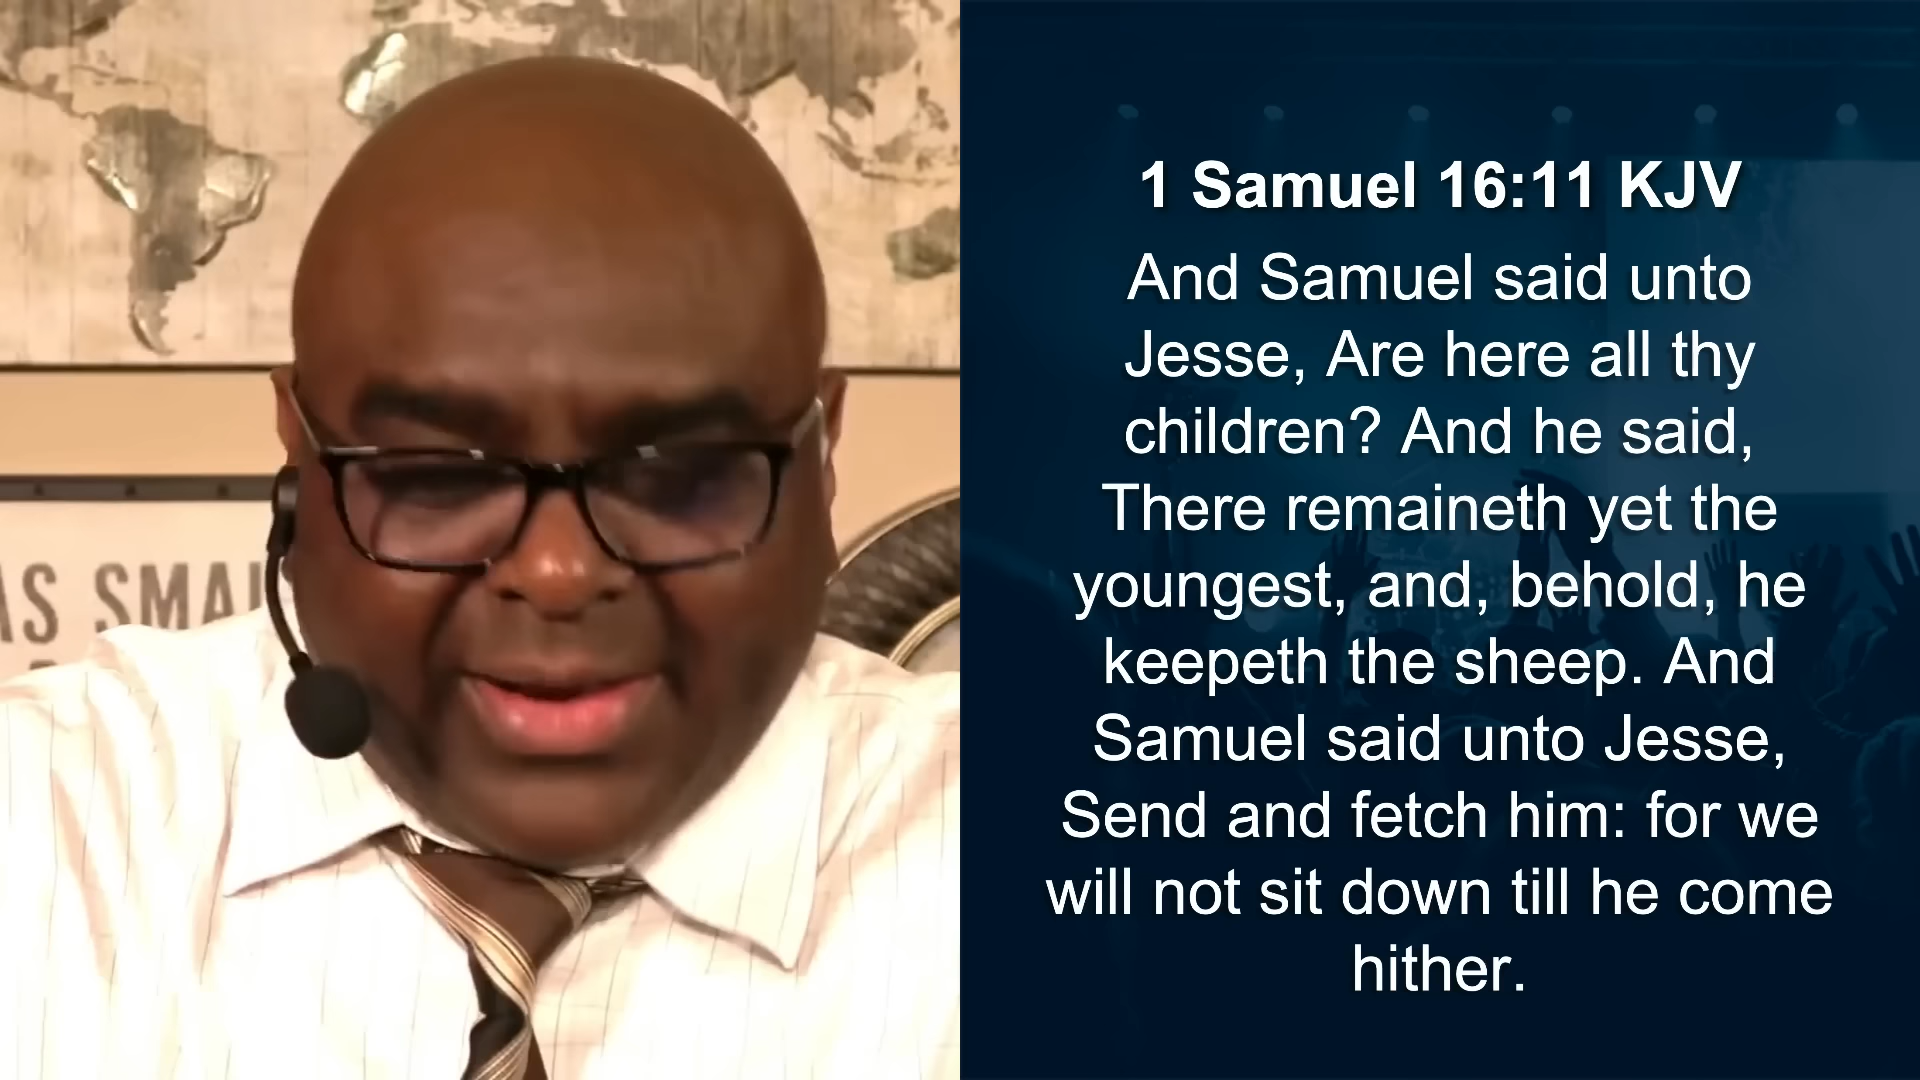 AS SMAL
1 Samuel 16:11 KJV
And Samuel said unto
Jesse, Are here all thy
children? And he said,
There remaineth yet the
youngest, and, behold, he
keepeth the sheep. And
Samuel said unto Jesse,
Send and fetch him: for we
will not sit down till he come
hither.